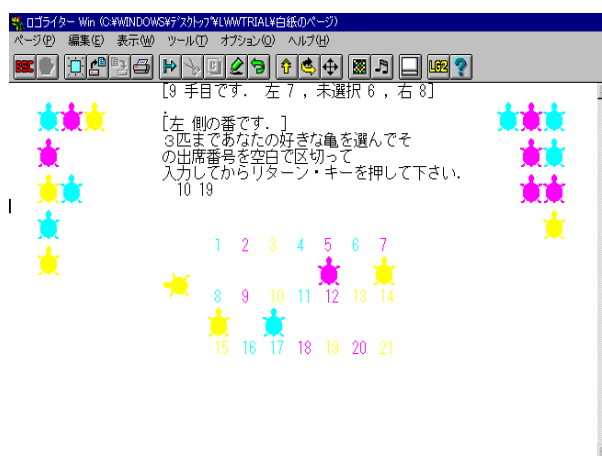 ロゴライター Win (C:¥WINDOWS¥ﾃﾞｽｸﾄｯﾌﾟ¥LWWTRIAL¥白紙のページ)
ページ(P) 編集(E) 表示(W) ツール(T) オプション(O) ヘルプ(H)
ESC LG2 ?
[9 手目です. 左 7 , 未選択 6 , 右 8]
[左 側の番です. ]
3匹まであなたの好きな亀を選んでそ
の出席番号を空白で区切って
入力してからリターン・キーを押して下さい.
10 19
1 2 3 4 5 6 7
8 9 10 11 12 13 14
15 16 17 18 19 20 21